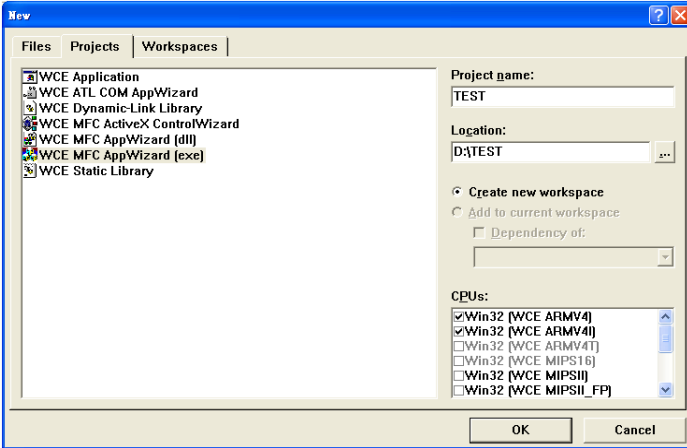 New
Files
Projects
Workspaces
WCE Application
WCE ATL COM AppWizard
WCE Dynamic-Link Library
WCE MFC ActiveX ControlWizard
WCE MFC AppWizard (dll)
WCE MFC AppWizard (exe)
WCE Static Library
Project name:
TEST
Location:
D:\TEST
...
Create new workspace
Add to current workspace
Dependency of:
CPUs:
Win32 (WCE ARMV4)
Win32 (WCE ARMV4I)
Win32 (WCE ARMV4T)
Win32 (WCE MIPS16)
Win32 (WCE MIPSII)
Win32 (WCE MIPSII_FP)
OK
Cancel